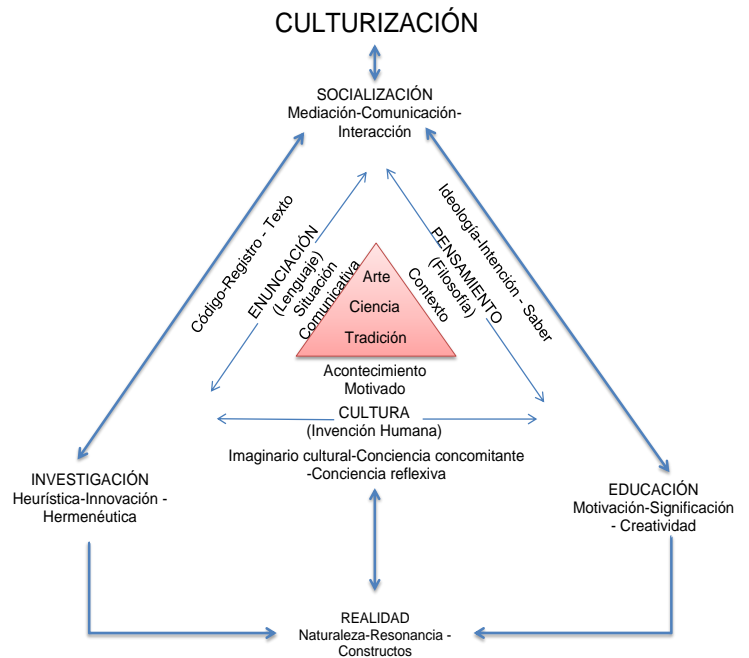 CULTURIZACIÓN
SOCIALIZACIÓN
Mediación-Comunicación-
Interacción
Código-Registro - Texto
Ideología-Intención - Saber
ENUNCIACIÓN
(Lenguaje)
Situación
Comunicativa
PENSAMIENTO
(Filosofía)
Contexto
Arte
Ciencia
Tradición
Acontecimiento
Motivado
CULTURA
(Invención Humana)
Imaginario cultural-Conciencia concomitante
-Conciencia reflexiva
INVESTIGACIÓN
Heurística-Innovación -
Hermenéutica
EDUCACIÓN
Motivación-Significación
- Creatividad
REALIDAD
Naturaleza-Resonancia -
Constructos